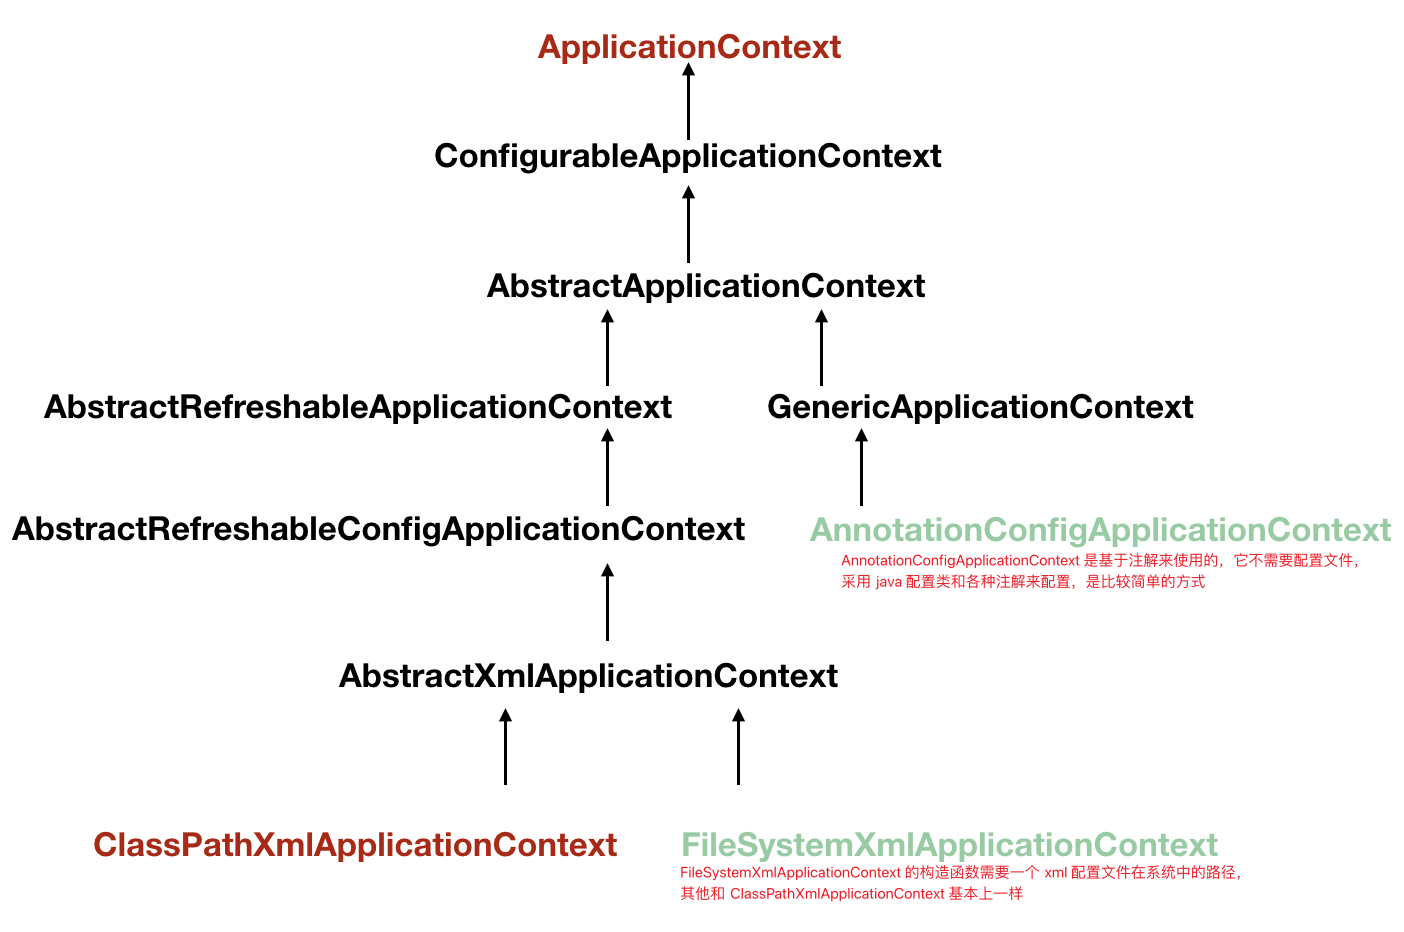 ApplicationContext
ConfigurableApplicationContext
AbstractApplicationContext
AbstractRefreshableApplicationContext
GenericApplicationContext
AbstractRefreshableConfigApplicationContext
AnnotationConfigApplicationContext
AnnotationConfigApplicationContext 是基于注解来使用的，它不需要配置文件，
采用 java 配置类和各种注解来配置，是比较简单的方式
AbstractXmlApplicationContext
ClassPathXmlApplicationContext
FileSystemXmlApplicationContext
FileSystemXmlApplicationContext 的构造函数需要一个 xml 配置文件在系统中的路径，
其他和 ClassPathXmlApplicationContext 基本上一样